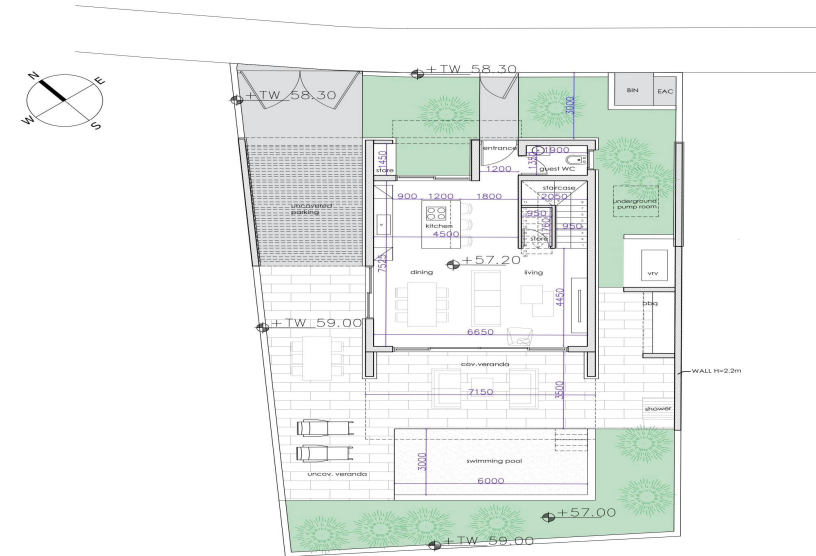 +TW 58.30
N
E
W
S
+TW 58.30
BIN
EAC
3000
entrance
1900
1350
1450
store
1200
guest WC
starcase
900
1200
1800
2050
uncovered
parking
underground
pump room
950
kitchen
1760
950
4500
store
7525
+57.20
vrv
dining
living
bbq
4450
+TW 59.00
6650
cov.veranda
WALL H=2.2m
7150
3500
shower
swimming pool
3000
uncov. veranda
6000
+57.00
+TW 59.00